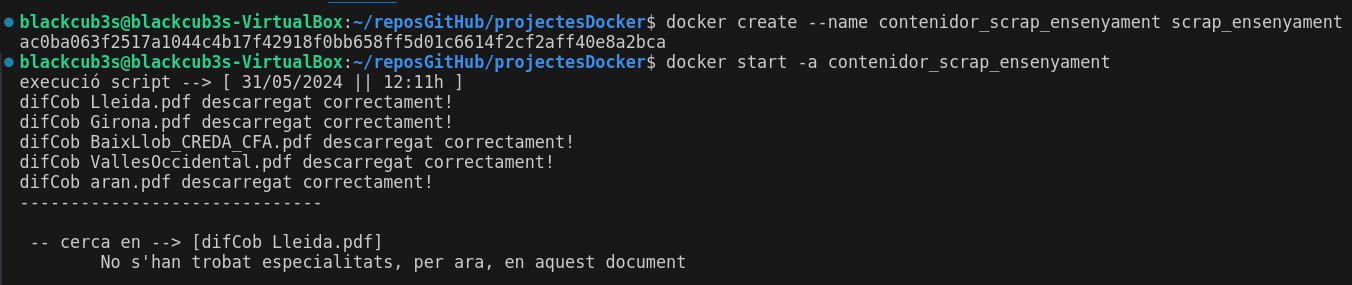 blackcub3s@blackcub3s-VirtualBox:~/reposGitHub/projectesDocker$ docker create --name contenidor_scrap_ensenyament scrap_ensenyament
ac0ba063f2517a1044c4b17f42918f0bb658ff5d01c6614f2cf2aff40e8a2bca
blackcub3s@blackcub3s-VirtualBox:~/reposGitHub/projectesDocker$ docker start -a contenidor_scrap_ensenyament
execució script --> [ 31/05/2024 || 12:11h ]
difCob Lleida.pdf descarregat correctament!
difCob Girona.pdf descarregat correctament!
difCob BaixLlob_CREDA_CFA.pdf descarregat correctament!
difCob VallesOccidental.pdf descarregat correctament!
difCob aran.pdf descarregat correctament!
------------------------------
-- cerca en --> [difCob Lleida.pdf]
No s'han trobat especialitats, per ara, en aquest document